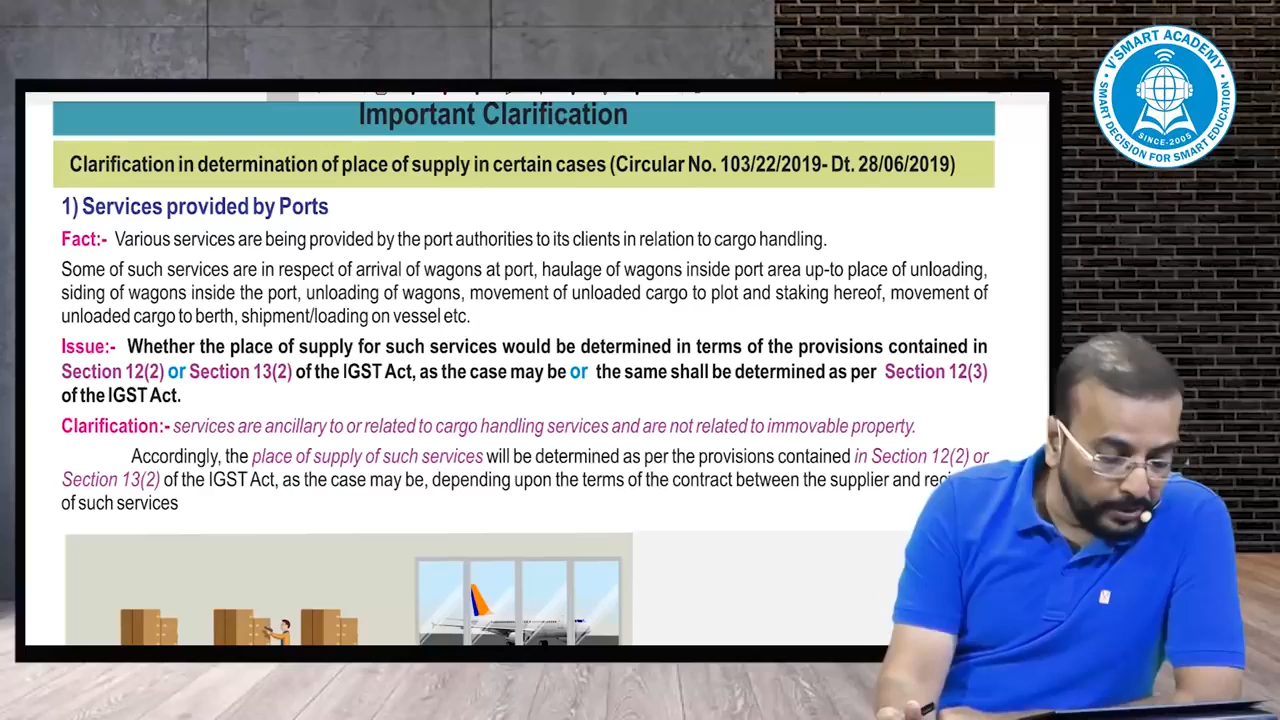 Important Clarification
Clarification in determination of place of supply in certain cases (Circular No. 103/22/2019- Dt. 28/06/2019)
1) Services provided by Ports
Fact:- Various services are being provided by the port authorities to its clients in relation to cargo handling.
Some of such services are in respect of arrival of wagons at port, haulage of wagons inside port area up-to place of unloading,
siding of wagons inside the port, unloading of wagons, movement of unloaded cargo to plot and staking hereof, movement of
unloaded cargo to berth, shipment/loading on vessel etc.
Issue:- Whether the place of supply for such services would be determined in terms of the provisions contained in
Section 12(2) or Section 13(2) of the IGST Act, as the case may be or the same shall be determined as per Section 12(3)
of the IGST Act.
Clarification:- services are ancillary to or related to cargo handling services and are not related to immovable property.
Accordingly, the place of supply of such services will be determined as per the provisions contained in Section 12(2) or
Section 13(2) of the IGST Act, as the case may be, depending upon the terms of the contract between the supplier and
of such services
V'SMART ACADEMY
SINCE-2005
SMART DECISION FOR SMART EDUCATION